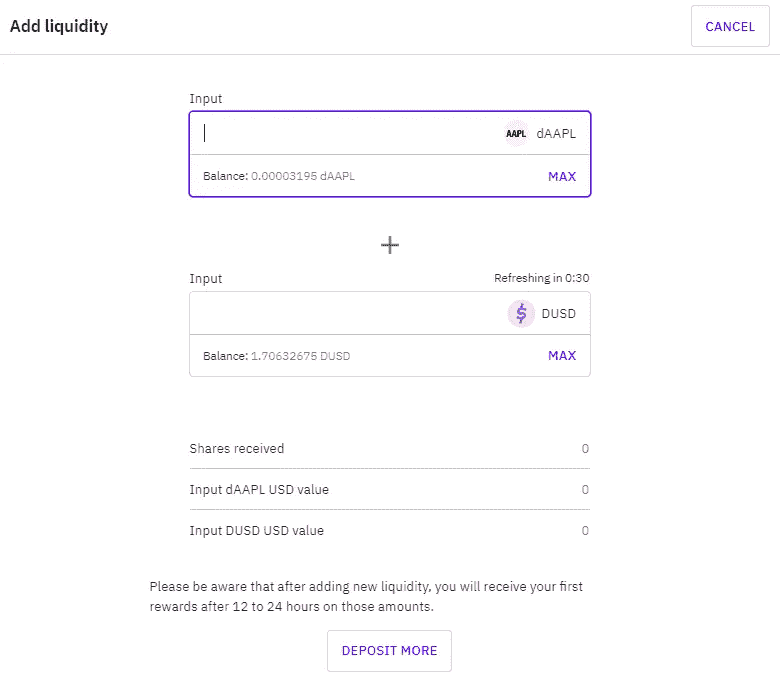 Add liquidity
CANCEL
Input
AAPL dAAPL
Balance: 0.00003195 dAAPL MAX
Input Refreshing in 0:30
$ DUSD
Balance: 1.70632675 DUSD MAX
Shares received 0
Input dAAPL USD value 0
Input DUSD USD value 0
Please be aware that after adding new liquidity, you will receive your first
rewards after 12 to 24 hours on those amounts.
DEPOSIT MORE